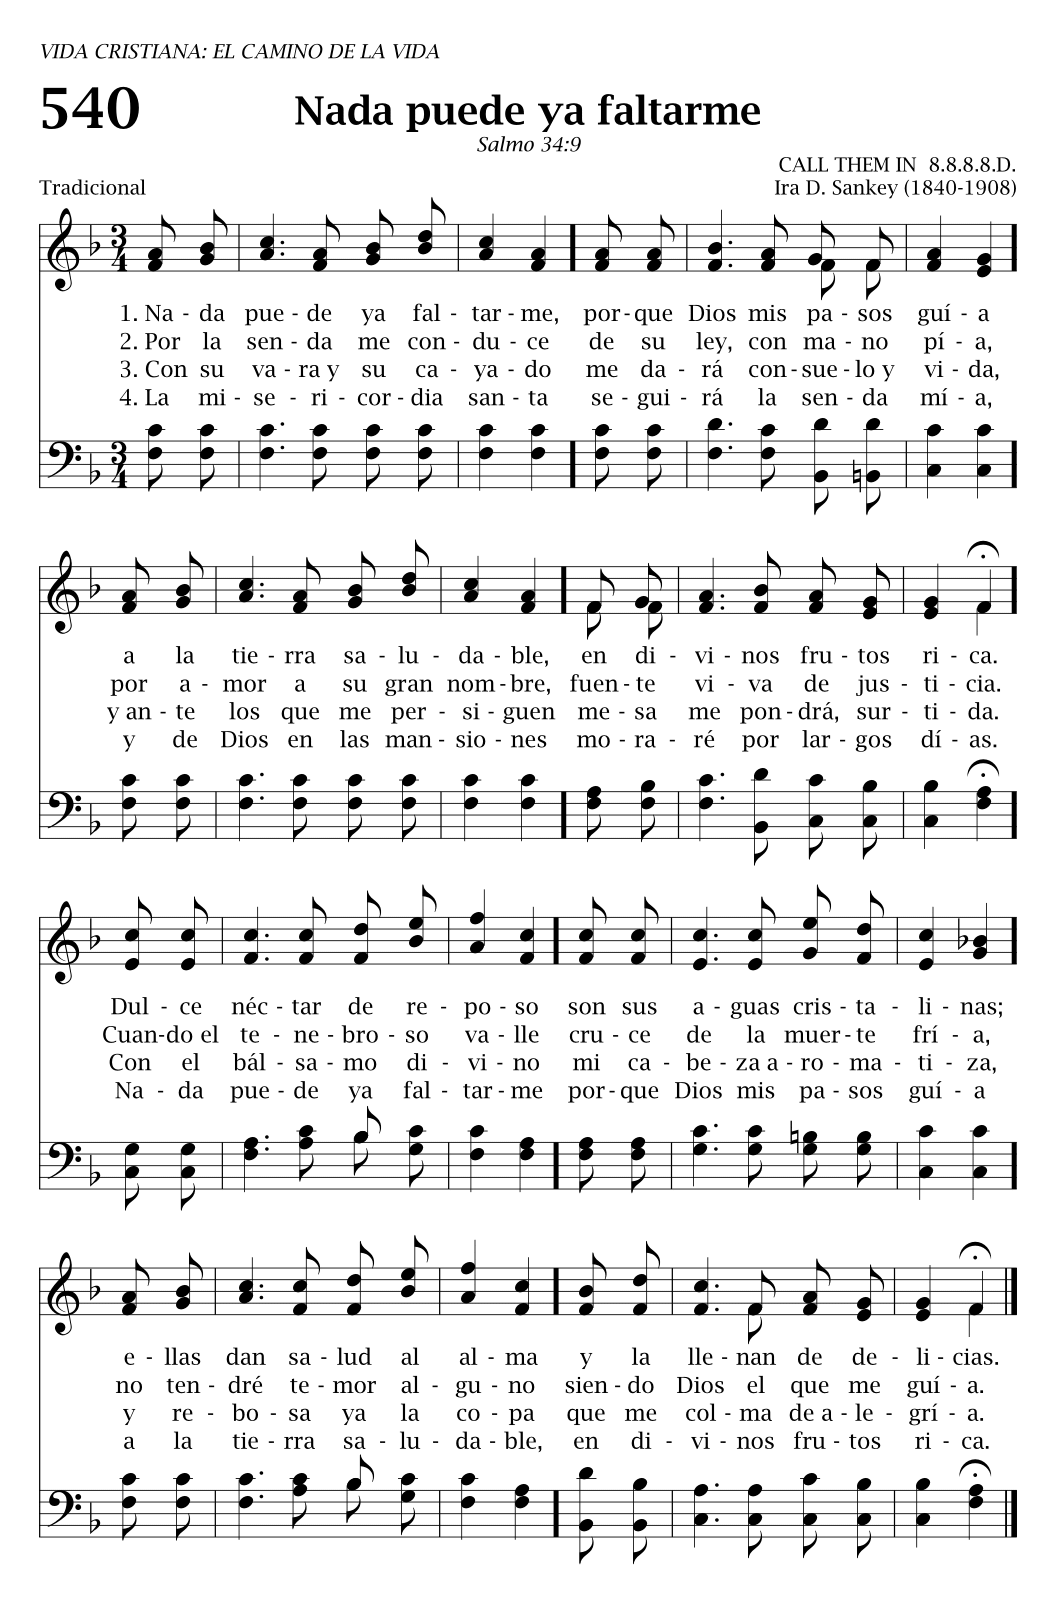 VIDA CRISTIANA: EL CAMINO DE LA VIDA
540 Nada puede ya faltarme
Salmo 34:9
CALL THEM IN 8.8.8.8.D.
Tradicional Ira D. Sankey (1840-1908)
1. Na - da pue - de ya fal - tar - me, por - que Dios mis pa - sos guí - a
2. Por la sen - da me con - du - ce de su ley, con ma - no pí - a,
3. Con su va - ra y su ca - ya - do me da - rá con - sue - lo y vi - da,
4. La mi - se - ri - cor - dia san - ta se - gui - rá la sen - da mí - a,
a la tie - rra sa - lu - da - ble, en di - vi - nos fru - tos ri - ca.
por a - mor a su gran nom - bre, fuen - te vi - va de jus - ti - cia.
y an - te los que me per - si - guen me - sa me pon - drá, sur - ti - da.
y de Dios en las man - sio - nes mo - ra - ré por lar - gos dí - as.
Dul - ce néc - tar de re - po - so son sus a - guas cris - ta - li - nas;
Cuan - do el te - ne - bro - so va - lle cru - ce de la muer - te frí - a,
Con el bál - sa - mo di - vi - no mi ca - be - za a - ro - ma - ti - za,
Na - da pue - de ya fal - tar - me por - que Dios mis pa - sos guí - a
e - llas dan sa - lud al al - ma y la lle - nan de de - li - cias.
no ten - dré te - mor al - gu - no sien - do Dios el que me guí - a.
y re - bo - sa ya la co - pa que me col - ma de a - le - grí - a.
a la tie - rra sa - lu - da - ble, en di - vi - nos fru - tos ri - ca.